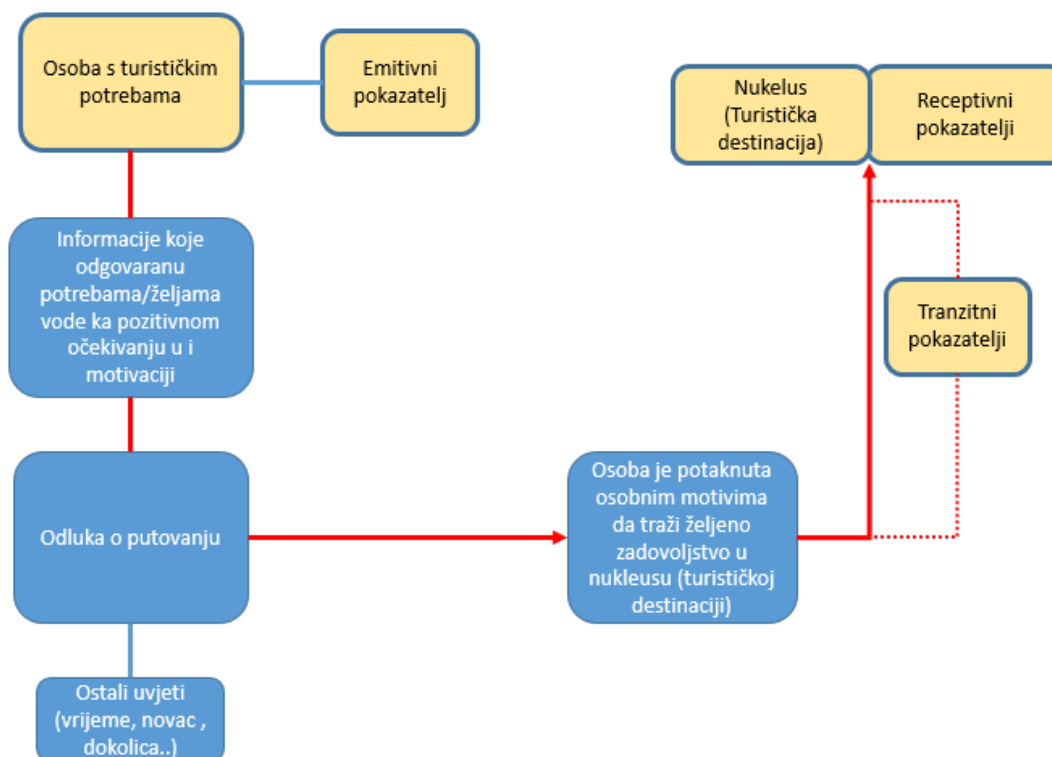 Osoba s turističkim
potrebama
Emitivni
pokazatelj
Nukelus
(Turistička
destinacija)
Receptivni
pokazatelji
Informacije koje
odgovaranu
potrebama/željama
vode ka pozitivnom
očekivanju u i
motivaciji
Tranzitni
pokazatelji
Odluka o putovanju
Osoba je potaknuta
osobnim motivima
da traži željeno
zadovoljstvo u
nukleusu (turističkoj
destinaciji)
Ostali uvjeti
(vrijeme, novac ,
dokolica..)